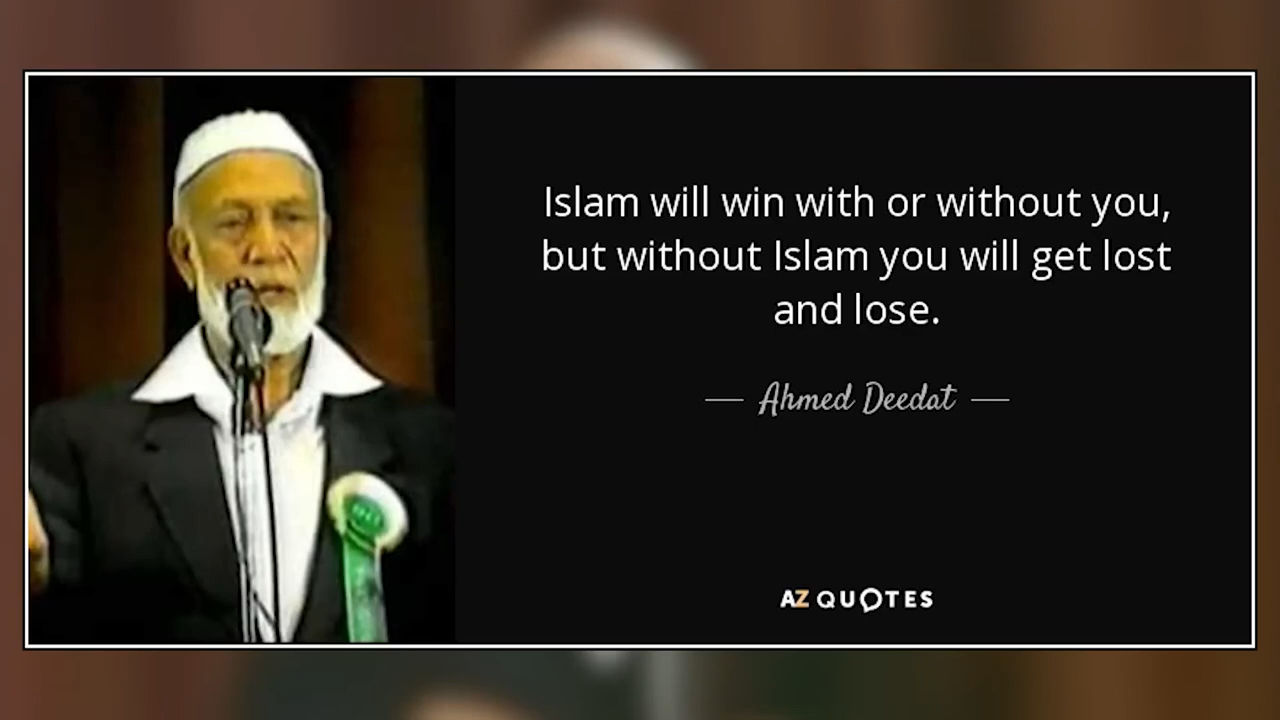 Islam will win with or without you,
but without Islam you will get lost
and lose.
Ahmed Deedat
AZ QUOTES